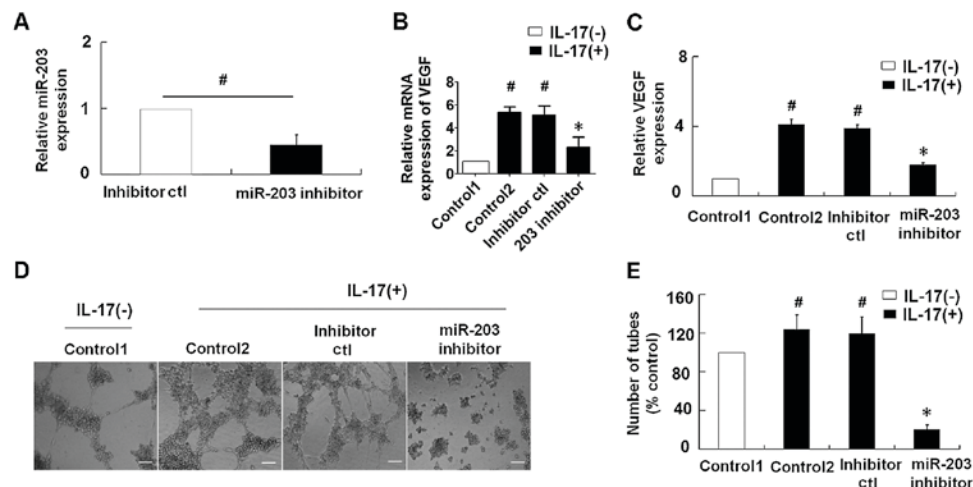 A
Relative miR-203
expression
2
1
0
#
Inhibitor ctl
miR-203 inhibitor
B
IL-17(-)
IL-17(+)
Relative mRNA
expression of VEGF
8
6
4
2
0
#
#
*
Control1
Control2
Inhibitor ctl
203 inhibitor
C
IL-17(-)
IL-17(+)
Relative VEGF
expression
8
4
0
#
#
*
Control1
Control2
Inhibitor
ctl
miR-203
inhibitor
D
IL-17(-)
IL-17(+)
Control1
Control2
Inhibitor
ctl
miR-203
inhibitor
E
IL-17(-)
IL-17(+)
Number of tubes
(% control)
160
120
80
40
0
#
#
*
Control1
Control2
Inhibitor
ctl
miR-203
inhibitor